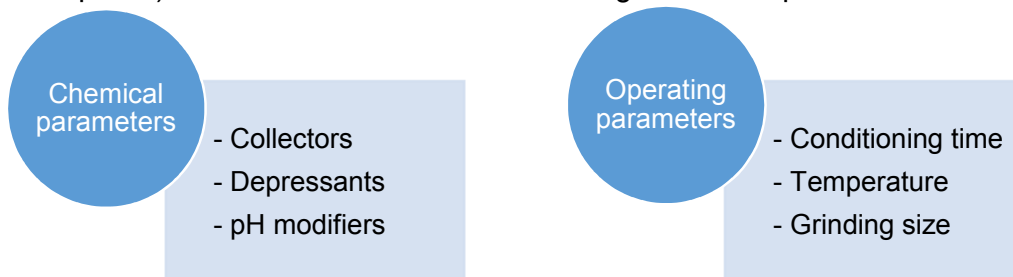 Chemical
parameters
- Collectors
- Depressants
- pH modifiers
Operating
parameters
- Conditioning time
- Temperature
- Grinding size